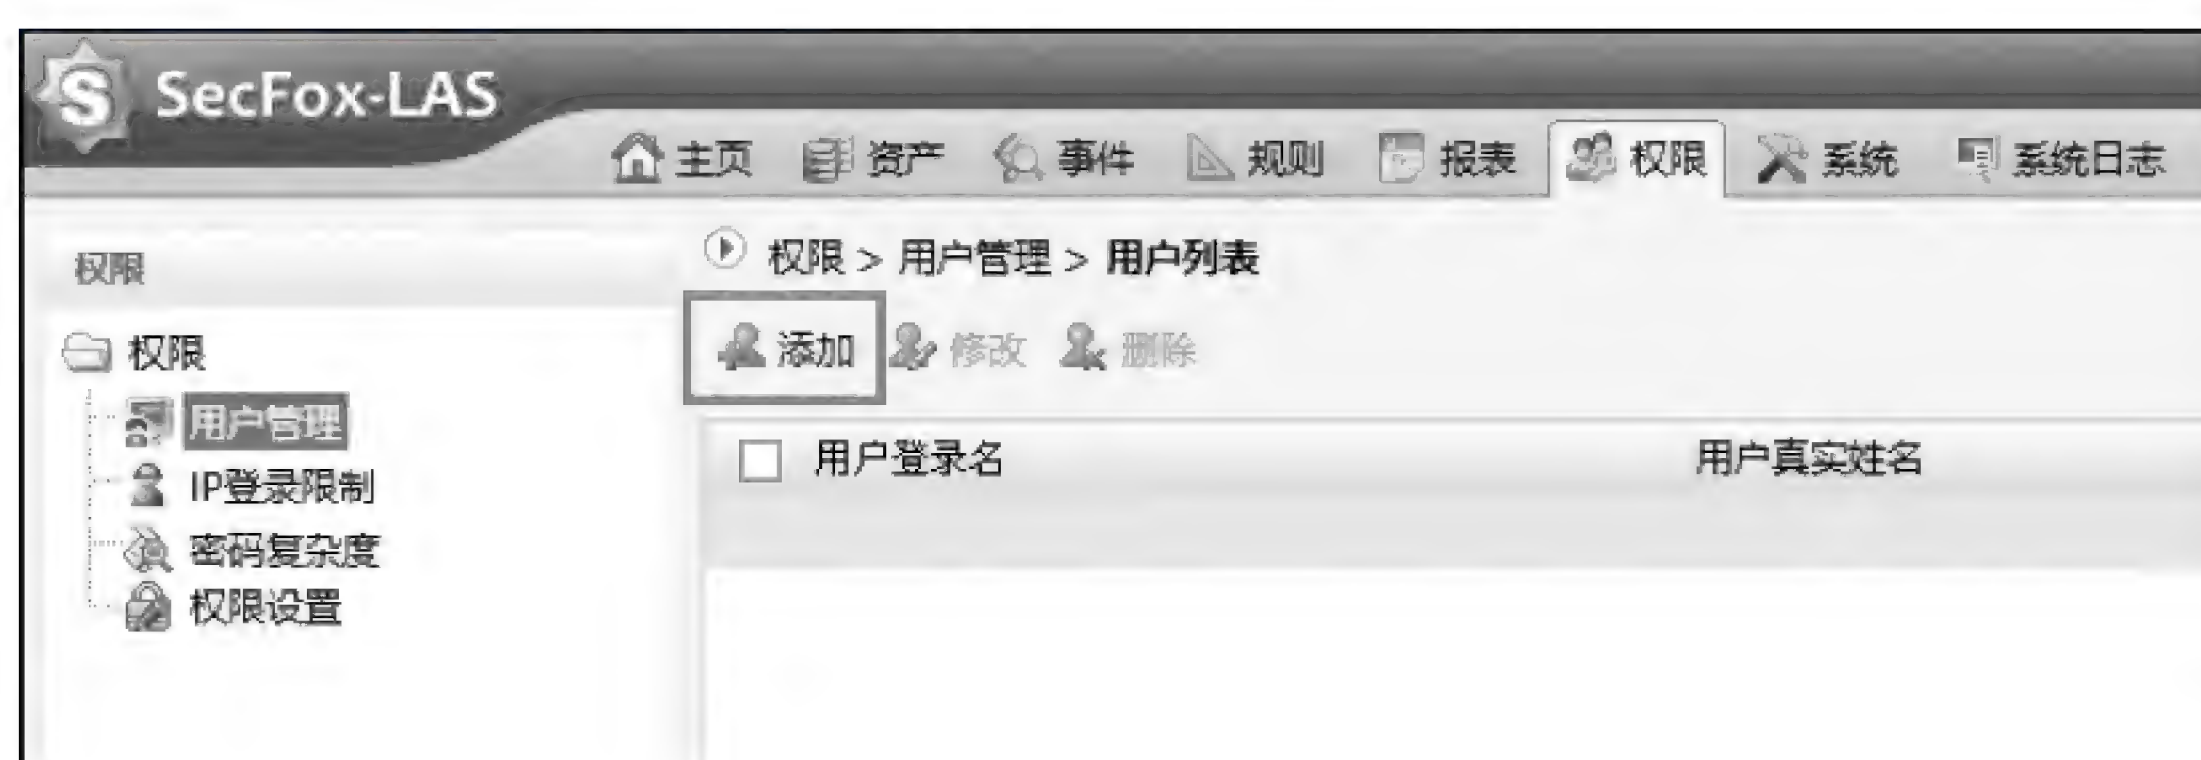 S SecFox-LAS
主页 资产 事件 规则 报表 权限 系统 系统日志
权限
权限 > 用户管理 > 用户列表
添加 修改 删除
权限
用户管理
IP登录限制
密码复杂度
权限设置
用户登录名 用户真实姓名